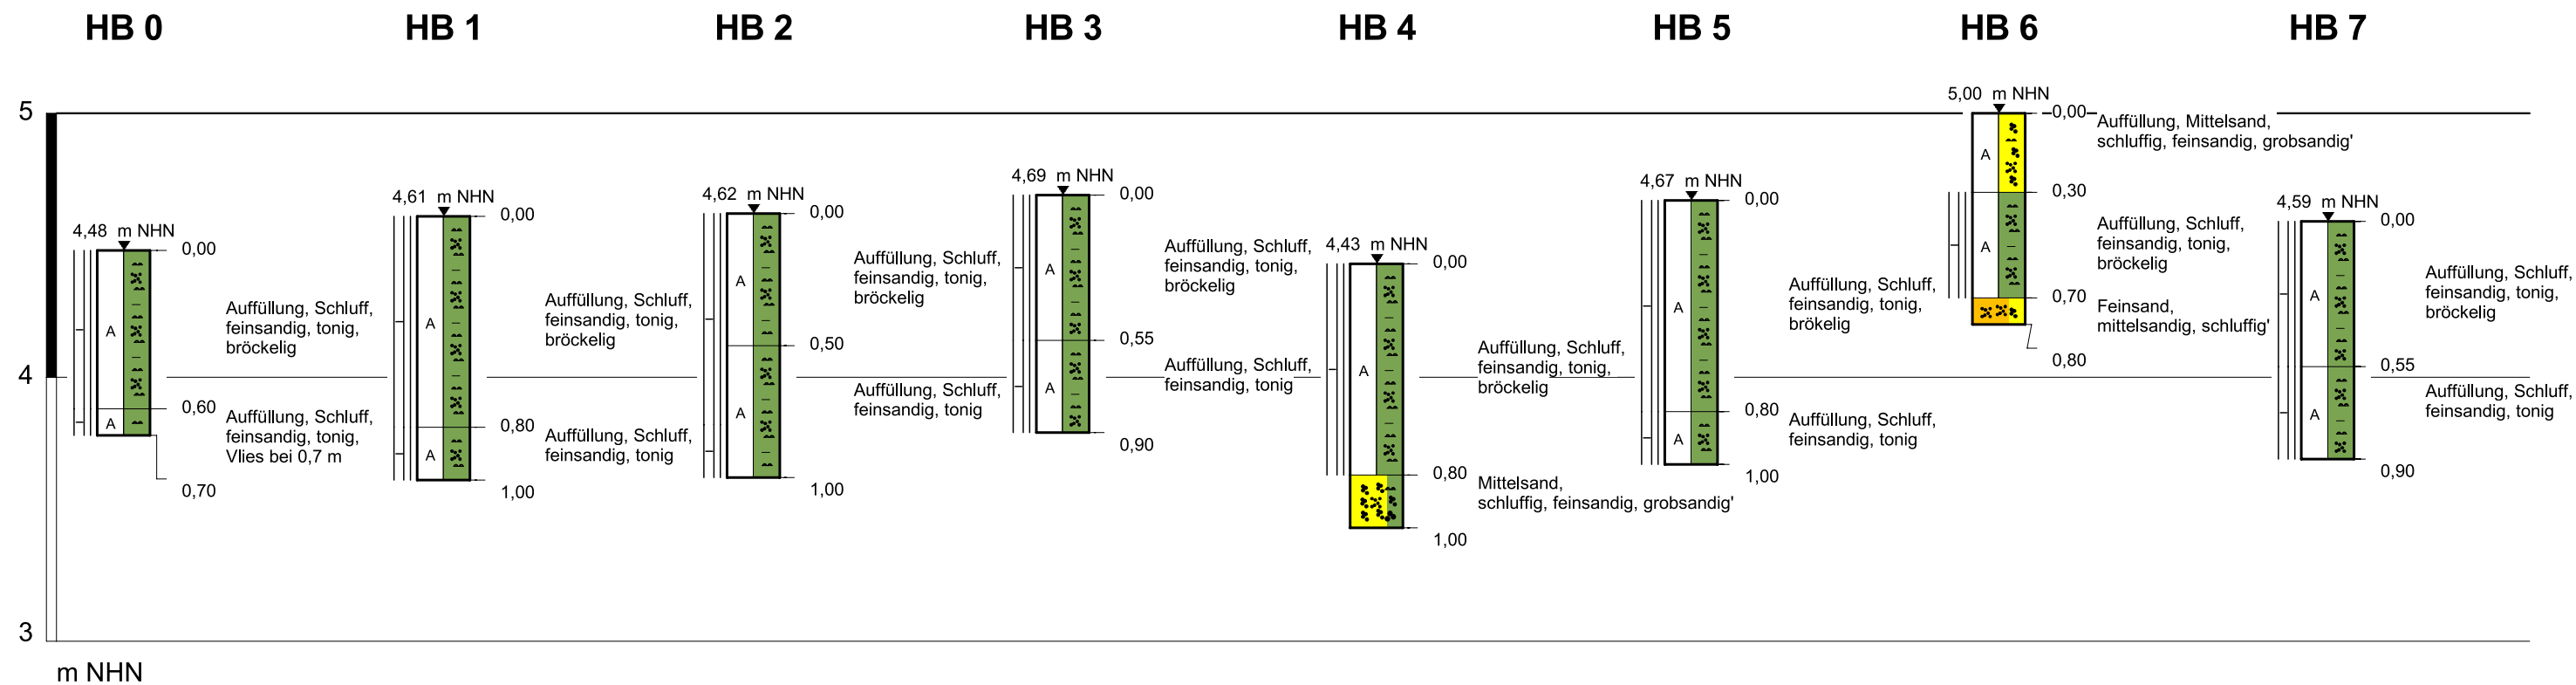 HB 0
HB 1
HB 2
HB 3
HB 4
HB 5
HB 6
HB 7
5
4
3
m NHN
4,48 m NHN
0,00
A
Auffüllung, Schluff,
feinsandig, tonig,
bröckelig
0,60
A
Auffüllung, Schluff,
feinsandig, tonig,
Vlies bei 0,7 m
0,70
4,61 m NHN
0,00
A
Auffüllung, Schluff,
feinsandig, tonig,
bröckelig
0,80
A
Auffüllung, Schluff,
feinsandig, tonig
1,00
4,62 m NHN
0,00
A
Auffüllung, Schluff,
feinsandig, tonig,
bröckelig
0,50
A
Auffüllung, Schluff,
feinsandig, tonig
1,00
4,69 m NHN
0,00
A
Auffüllung, Schluff,
feinsandig, tonig,
bröckelig
0,55
A
Auffüllung, Schluff,
feinsandig, tonig
0,90
4,43 m NHN
0,00
A
Auffüllung, Schluff,
feinsandig, tonig,
bröckelig
0,80
Mittelsand,
schluffig, feinsandig, grobsandig'
1,00
4,67 m NHN
0,00
A
Auffüllung, Schluff,
feinsandig, tonig,
brökelig
0,80
A
Auffüllung, Schluff,
feinsandig, tonig
1,00
5,00 m NHN
0,00
A
Auffüllung, Mittelsand,
schluffig, feinsandig, grobsandig'
0,30
A
Auffüllung, Schluff,
feinsandig, tonig,
bröckelig
0,70
Feinsand,
mittelsandig, schluffig'
0,80
4,59 m NHN
0,00
A
Auffüllung, Schluff,
feinsandig, tonig,
bröckelig
0,55
A
Auffüllung, Schluff,
feinsandig, tonig
0,90